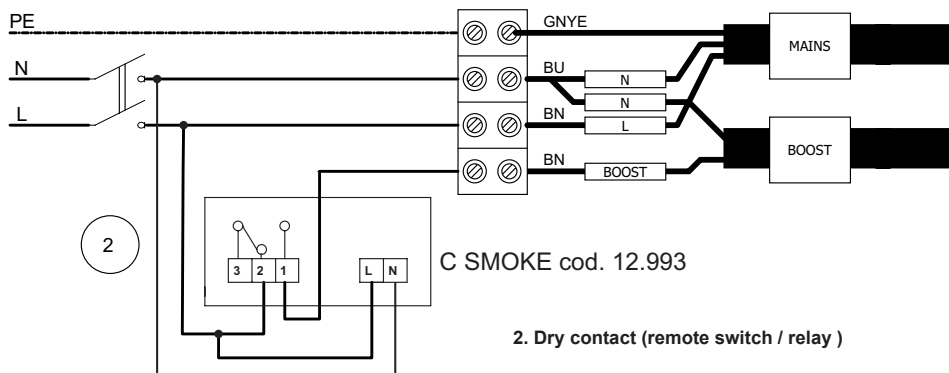 PE
GNYE
MAINS
N
BU
N
N
L
BN
L
BOOST
BN
BOOST
2
3 2 1
L N
C SMOKE cod. 12.993
2. Dry contact (remote switch / relay )